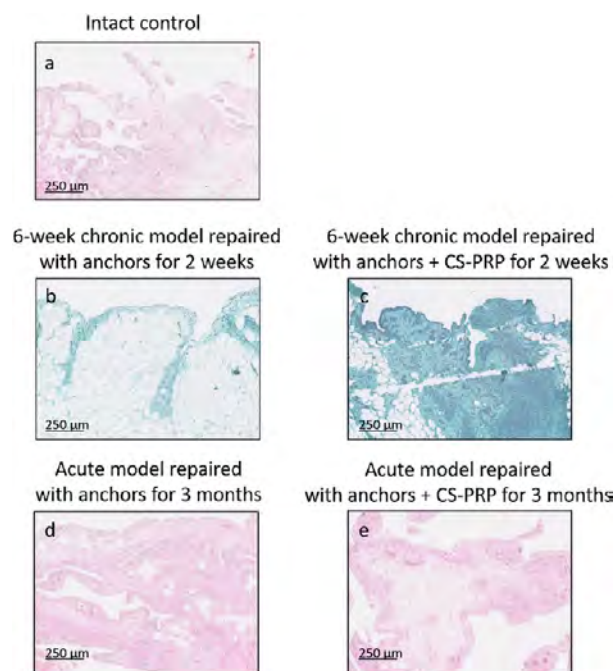 Intact control
a
250 µm
6-week chronic model repaired
with anchors for 2 weeks
6-week chronic model repaired
with anchors + CS-PRP for 2 weeks
b
250 µm
c
250 µm
Acute model repaired
with anchors for 3 months
Acute model repaired
with anchors + CS-PRP for 3 months
d
250 µm
e
250 µm